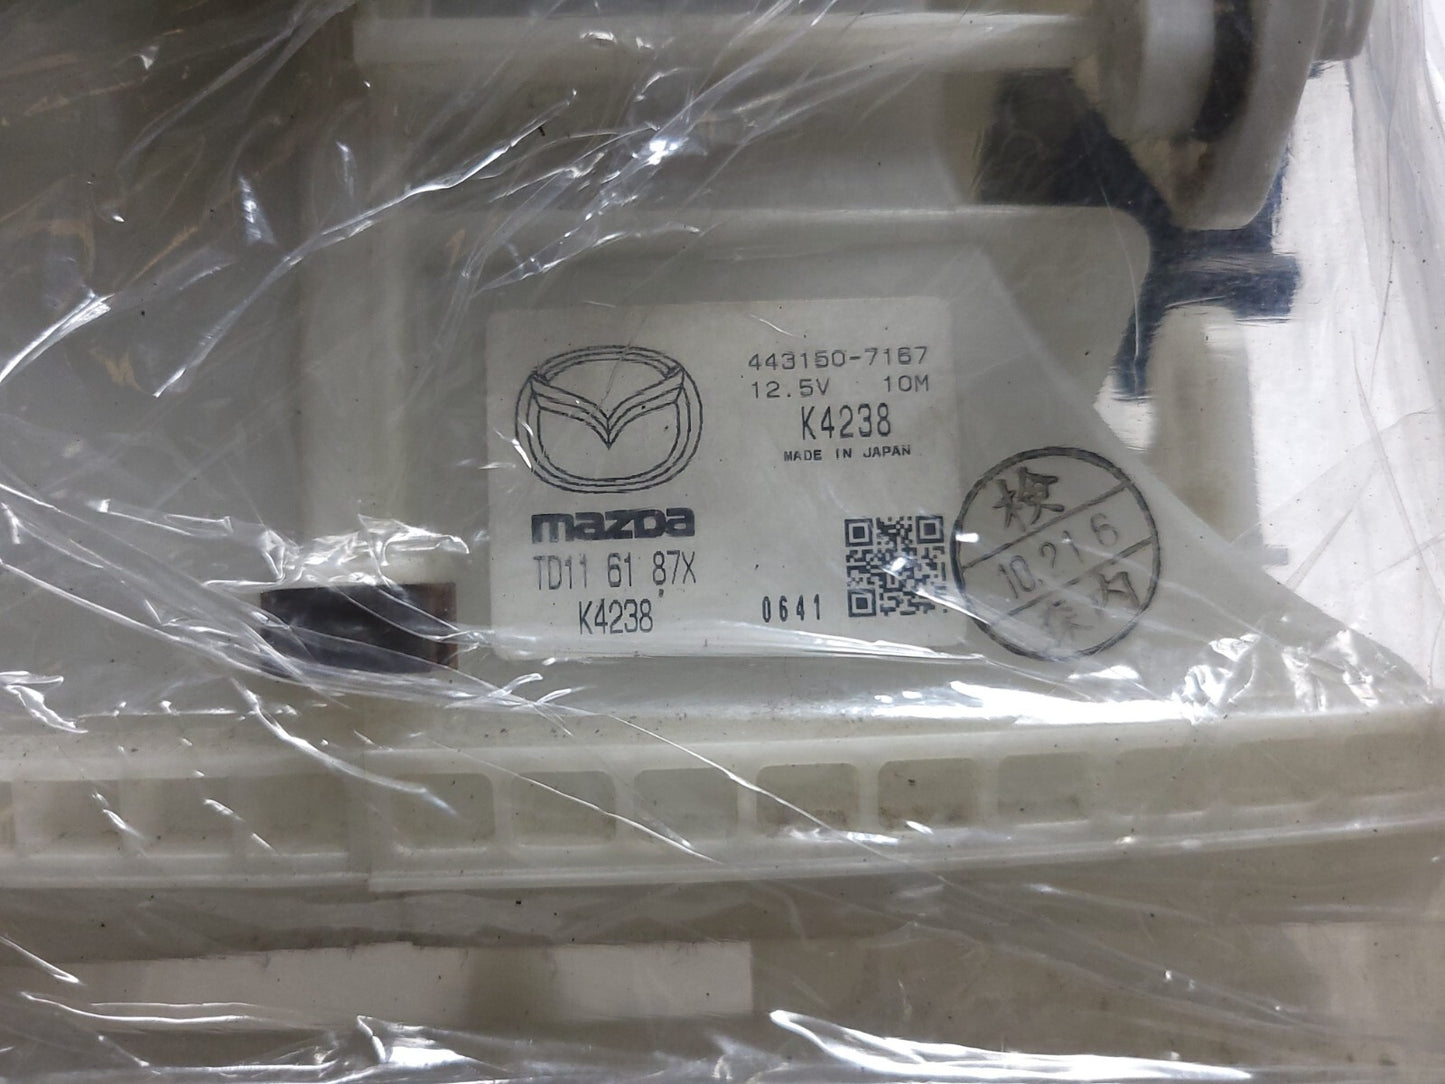 443150-7167
12.5V 10M
K4238
MADE IN JAPAN
mazda
TD11 61 87X
K4238
0641
検
10.21 6